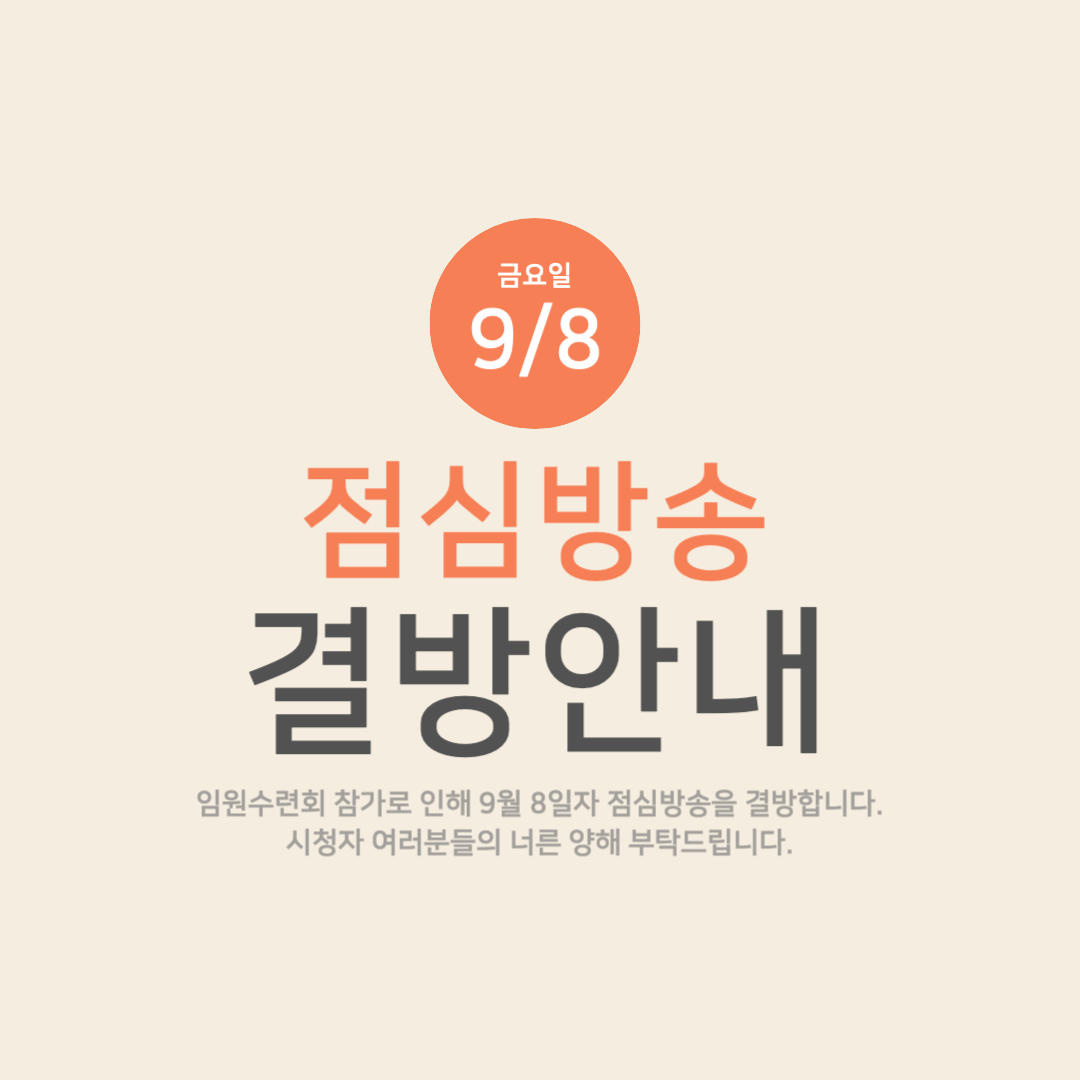 금요일
9/8
점심방송
결방안내
임원수련회 참가로 인해 9월 8일자 점심방송을 결방합니다.
시청자 여러분들의 너른 양해 부탁드립니다.